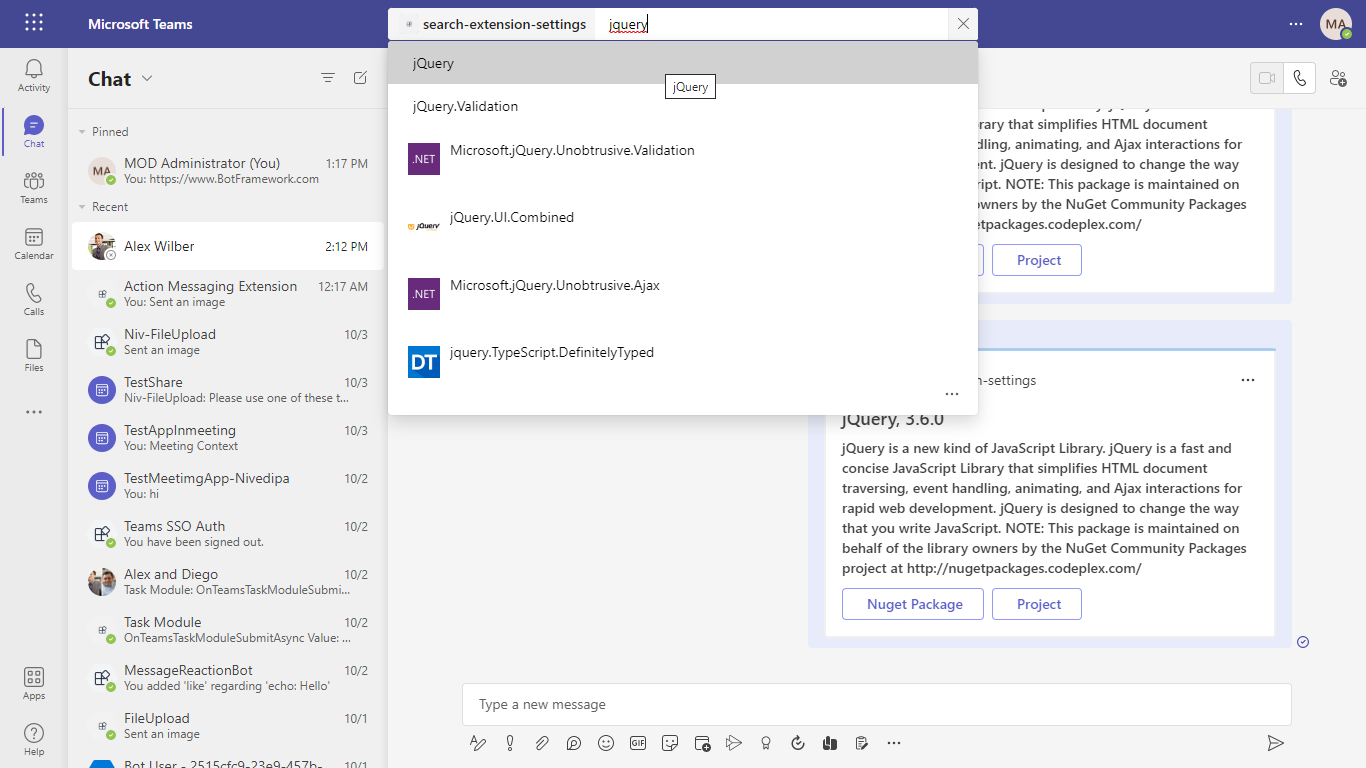 Microsoft Teams
search-extension-settings
jquery
MA
jQuery
jQuery
jQuery.Validation
.NET
Microsoft.jQuery.Unobtrusive.Validation
jQuery
jQuery.UI.Combined
.NET
Microsoft.jQuery.Unobtrusive.Ajax
DT
jquery.TypeScript.DefinitelyTyped
Activity
Chat
Teams
Calendar
Calls
Files
Apps
Help
Chat
Pinned
MA
MOD Administrator (You)
1:17 PM
You: https://www.BotFramework.com
Recent
Alex Wilber
2:12 PM
Action Messaging Extension
12:17 AM
You: Sent an image
Niv-FileUpload
10/3
Sent an image
TestShare
10/3
Niv-FileUpload: Please use one of these t...
TestAppInmeeting
10/3
You: Meeting Context
TestMeetimgApp-Nivedipa
10/2
You: hi
Teams SSO Auth
10/2
You have been signed out.
Alex and Diego
10/2
Task Module: OnTeamsTaskModuleSubmi...
Task Module
10/2
OnTeamsTaskModuleSubmitAsync Value: ...
MessageReactionBot
10/2
You added 'like' regarding 'echo: Hello'
FileUpload
10/1
Sent an image
Bot User - 2515cfc9-23e9-457b-
10/1
rary that simplifies HTML document
dling, animating, and Ajax interactions for
ent. jQuery is designed to change the way
ript. NOTE: This package is maintained on
owners by the NuGet Community Packages
etpackages.codeplex.com/
Project
n-settings
jQuery, 3.6.0
jQuery is a new kind of JavaScript Library. jQuery is a fast and
concise JavaScript Library that simplifies HTML document
traversing, event handling, animating, and Ajax interactions for
rapid web development. jQuery is designed to change the way
that you write JavaScript. NOTE: This package is maintained on
behalf of the library owners by the NuGet Community Packages
project at http://nugetpackages.codeplex.com/
Nuget Package
Project
Type a new message
GIF